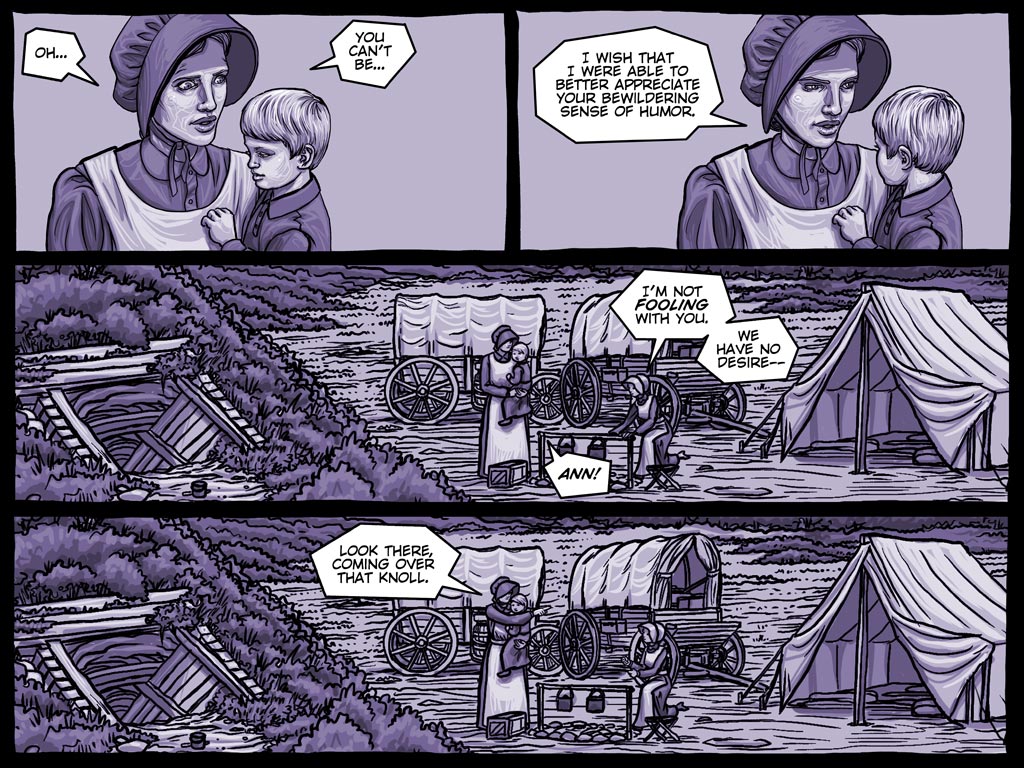 OH...
YOU
CAN'T
BE...
I WISH THAT
I WERE ABLE TO
BETTER APPRECIATE
YOUR BEWILDERING
SENSE OF HUMOR.
I'M NOT
FOOLING
WITH YOU.
WE
HAVE NO
DESIRE--
ANN!
LOOK THERE,
COMING OVER
THAT KNOLL.